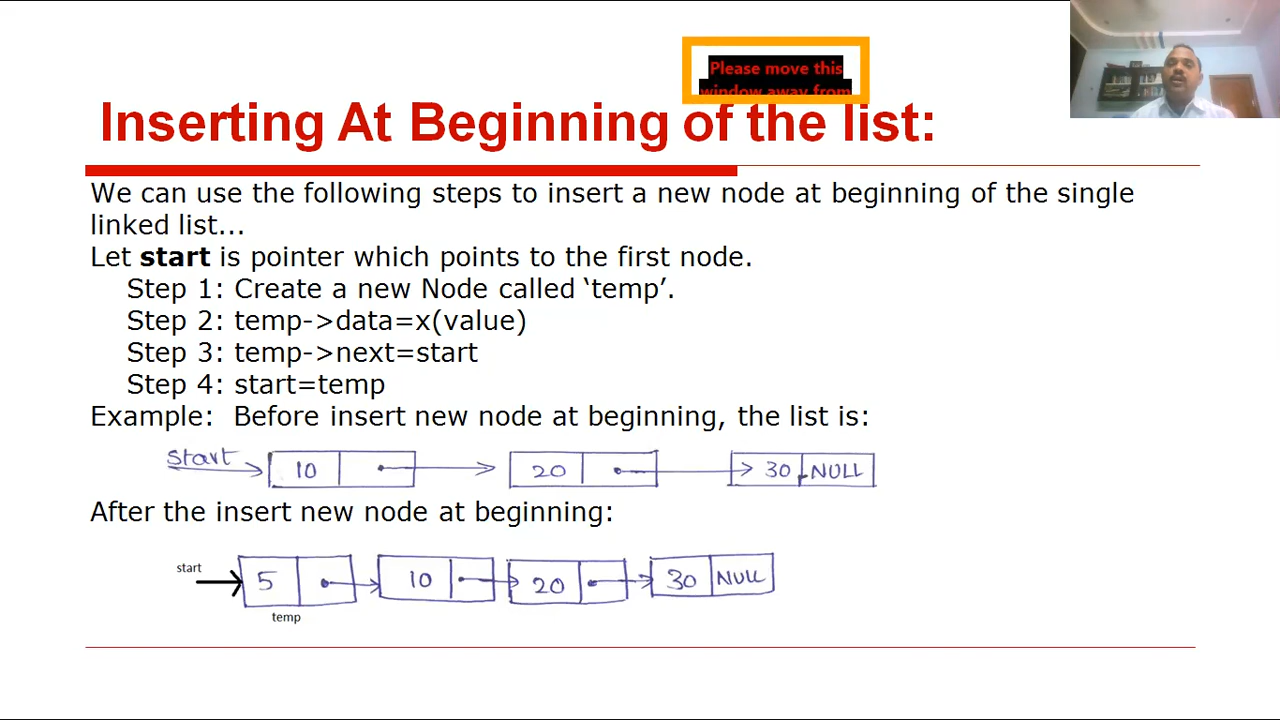 Please move this
window away from
Inserting At Beginning of the list:
We can use the following steps to insert a new node at beginning of the single
linked list...
Let start is pointer which points to the first node.
Step 1: Create a new Node called ‘temp’.
Step 2: temp->data=x(value)
Step 3: temp->next=start
Step 4: start=temp
Example: Before insert new node at beginning, the list is:
start 10 20 30 NULL
After the insert new node at beginning:
start 5 10 20 30 NULL
temp